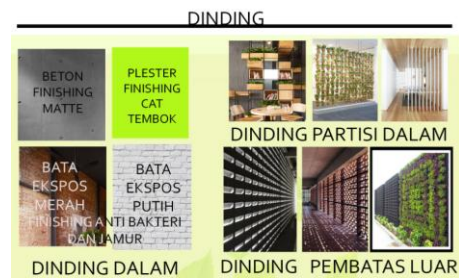 DINDING
BETON
FINISHING
MATTE
PLESTER
FINISHING
CAT
TEMBOK
BATA
EKSPOS
MERAH
BATA
EKSPOS
PUTIH
FINISHING ANTI BAKTERI
DAN JAMUR
DINDING DALAM
DINDING PARTISI DALAM
DINDING PEMBATAS LUAR